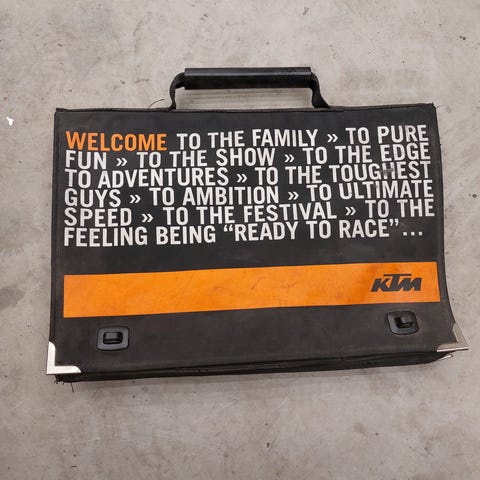 WELCOME TO THE FAMILY » TO PURE
FUN » TO THE SHOW » TO THE EDGE
TO ADVENTURES » TO THE TOUGHEST
GUYS » TO AMBITION » TO ULTIMATE
SPEED » TO THE FESTIVAL » TO THE
FEELING BEING “READY TO RACE”...
KTM